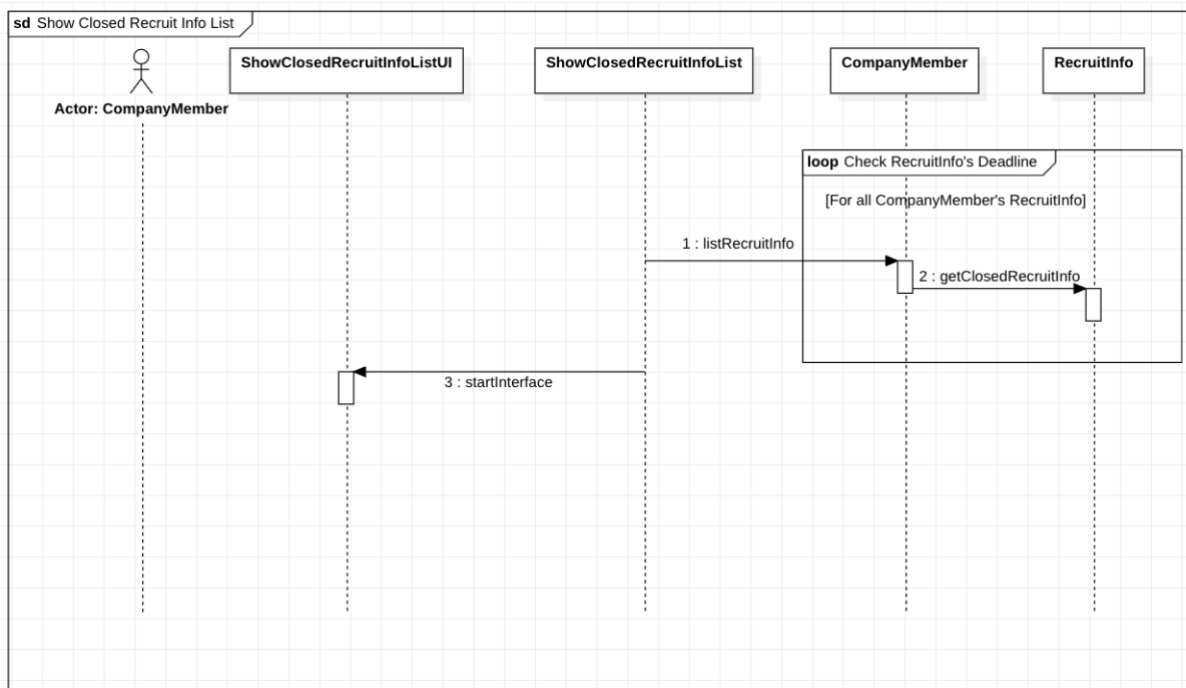 sd Show Closed Recruit Info List
Actor: CompanyMember
ShowClosedRecruitInfoListUI
ShowClosedRecruitInfoList
CompanyMember
RecruitInfo
loop Check RecruitInfo's Deadline
[For all CompanyMember's RecruitInfo]
1 : listRecruitInfo
2 : getClosedRecruitInfo
3 : startInterface